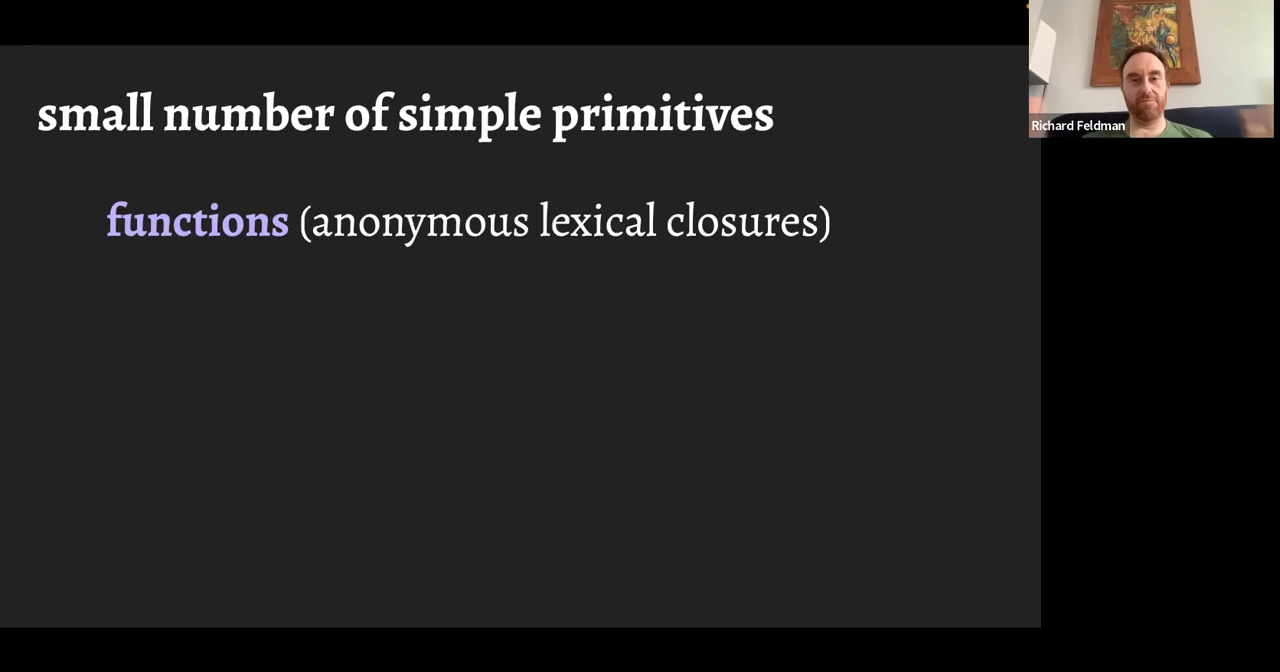 small number of simple primitives
functions (anonymous lexical closures)
Richard Feldman